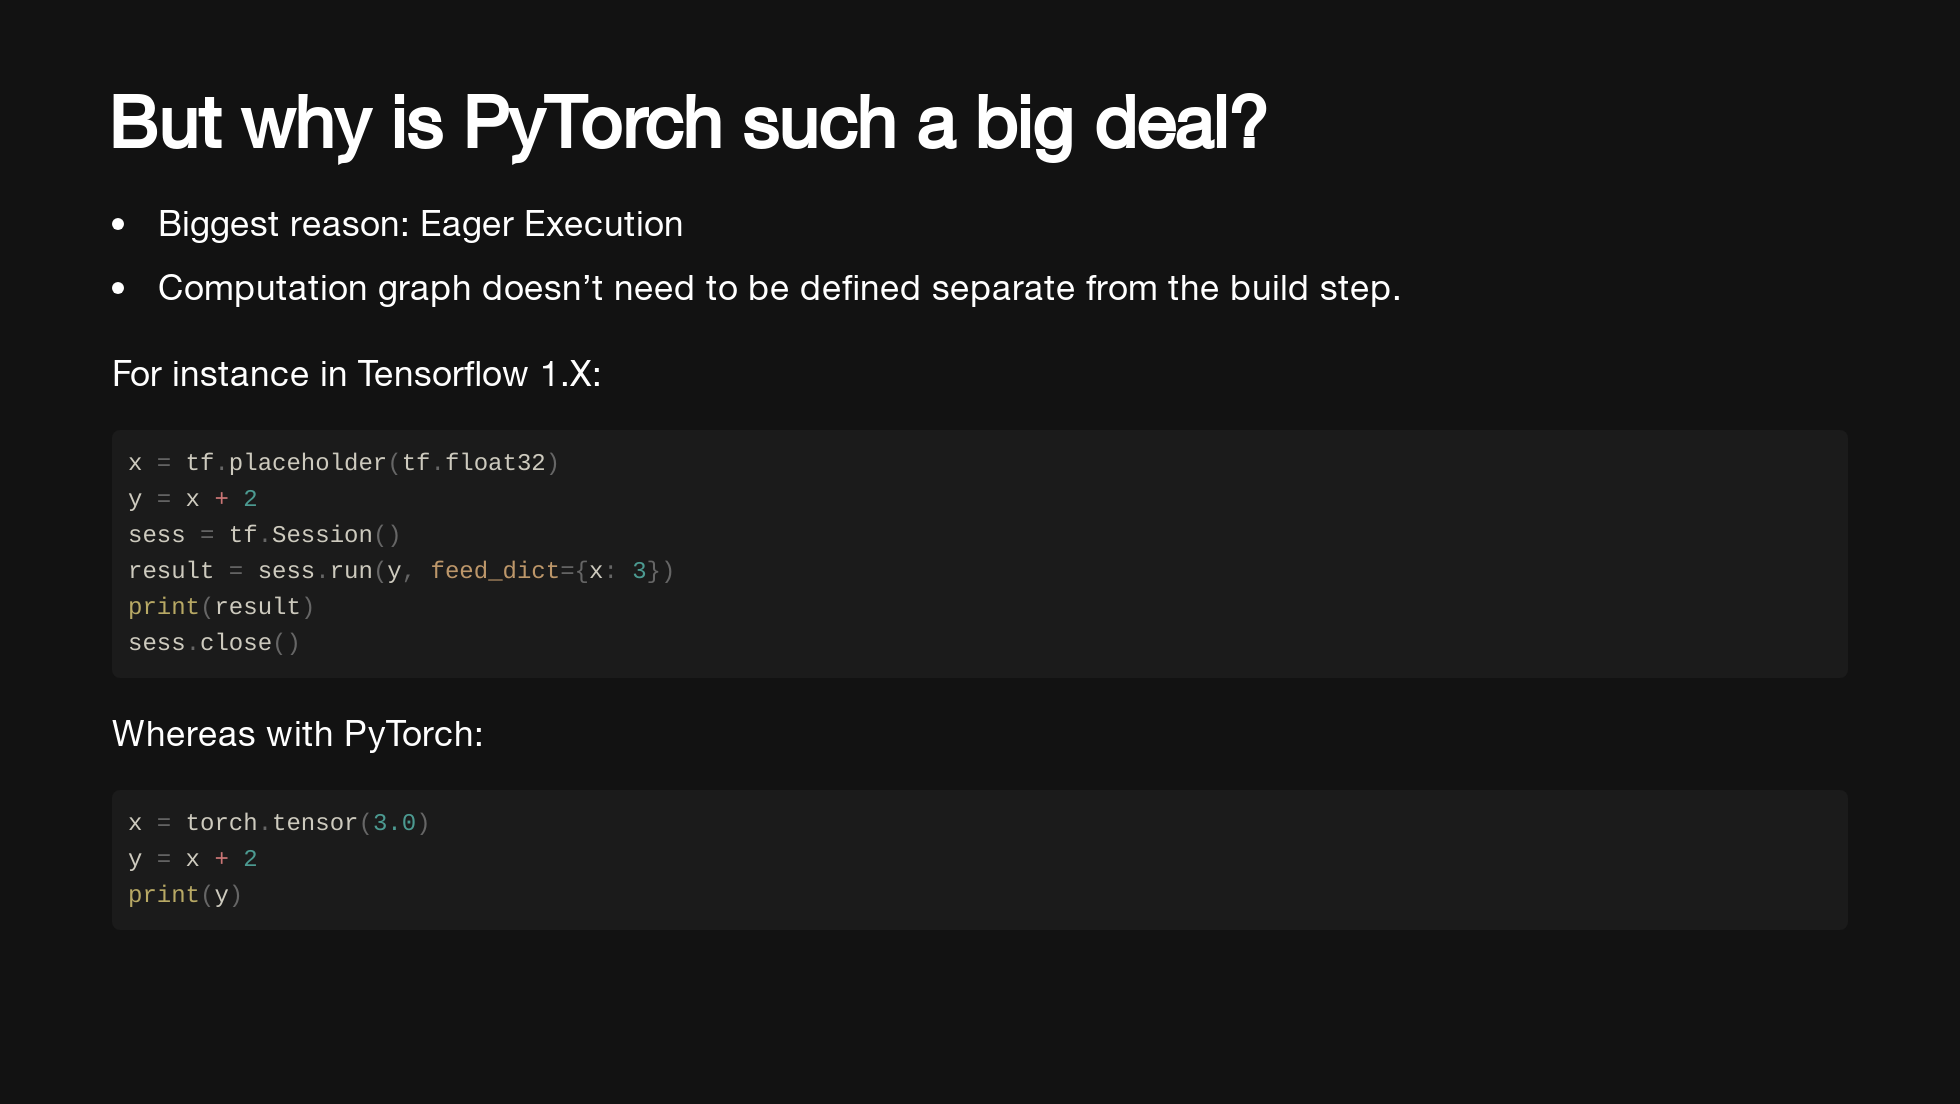 But why is PyTorch such a big deal?
• Biggest reason: Eager Execution
• Computation graph doesn’t need to be defined separate from the build step.
For instance in Tensorflow 1.X:
x = tf.placeholder(tf.float32)
y = x + 2
sess = tf.Session()
result = sess.run(y, feed_dict={x: 3})
print(result)
sess.close()
Whereas with PyTorch:
x = torch.tensor(3.0)
y = x + 2
print(y)